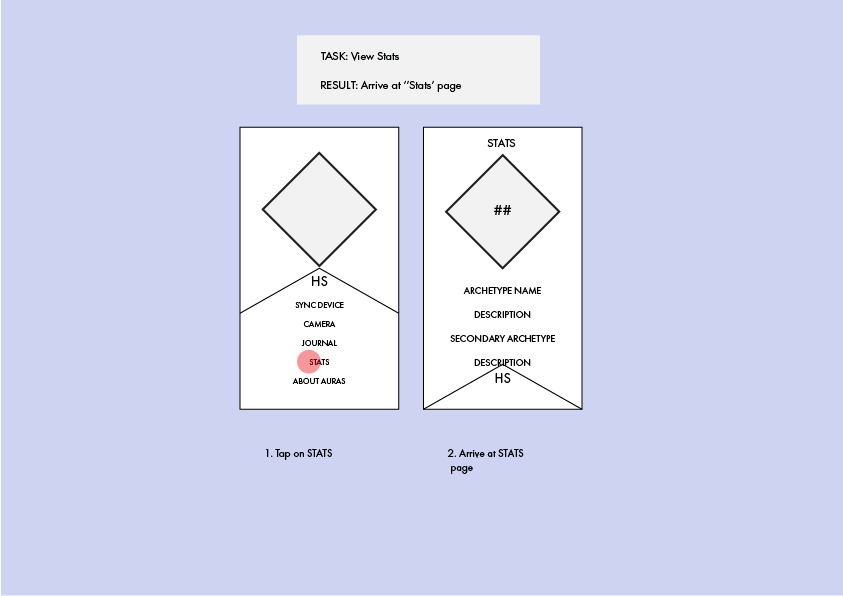 TASK: View Stats
RESULT: Arrive at ‘’Stats’ page
HS
SYNC DEVICE
CAMERA
JOURNAL
STATS
ABOUT AURAS
1. Tap on STATS
STATS
##
ARCHETYPE NAME
DESCRIPTION
SECONDARY ARCHETYPE
DESCRIPTION
HS
2. Arrive at STATS
page